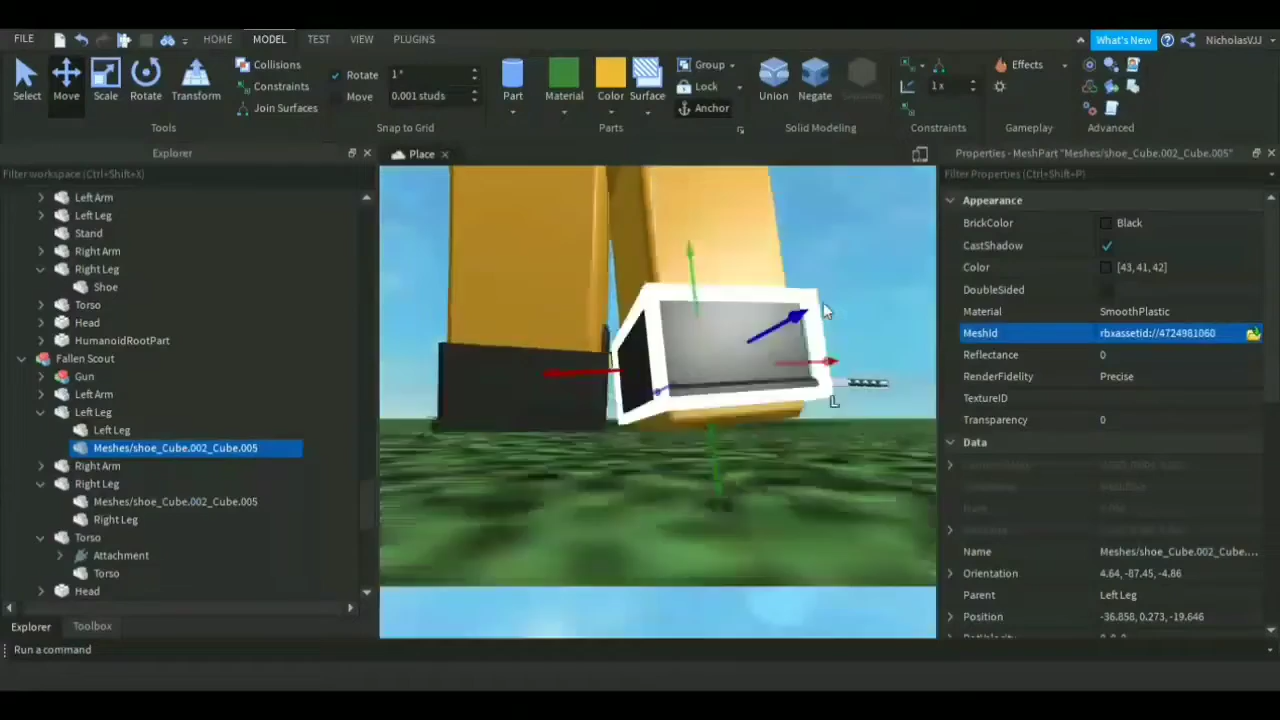 FILE HOME MODEL TEST VIEW PLUGINS What's New NicholasVJJ
Select Move Scale Rotate Transform
Collisions
Constraints
Join Surfaces
Rotate 1°
Move 0.001 studs
Part Material Color Surface
Group
Lock
Anchor
Union Negate
1x
Effects
Tools Snap to Grid Parts Solid Modeling Constraints Gameplay Advanced
Explorer
Filter workspace (Ctrl+Shift+X)
Left Arm
Left Leg
Stand
Right Arm
Right Leg
Shoe
Torso
Head
HumanoidRootPart
Fallen Scout
Gun
Left Arm
Left Leg
Left Leg
Meshes/shoe_Cube.002_Cube.005
Right Arm
Right Leg
Meshes/shoe_Cube.002_Cube.005
Right Leg
Torso
Attachment
Torso
Head
Explorer Toolbox
Run a command
Place
L
Properties - MeshPart "Meshes/shoe_Cube.002_Cube.005"
Filter Properties (Ctrl+Shift+P)
Appearance
BrickColor Black
CastShadow
Color [43, 41, 42]
DoubleSided
Material SmoothPlastic
MeshId rbxassetid://4724981060
Reflectance 0
RenderFidelity Precise
TextureID
Transparency 0
Data
Name Meshes/shoe_Cube.002_Cube....
Orientation 4.64, -87.45, -4.86
Parent Left Leg
Position -36.858, 0.273, -19.646